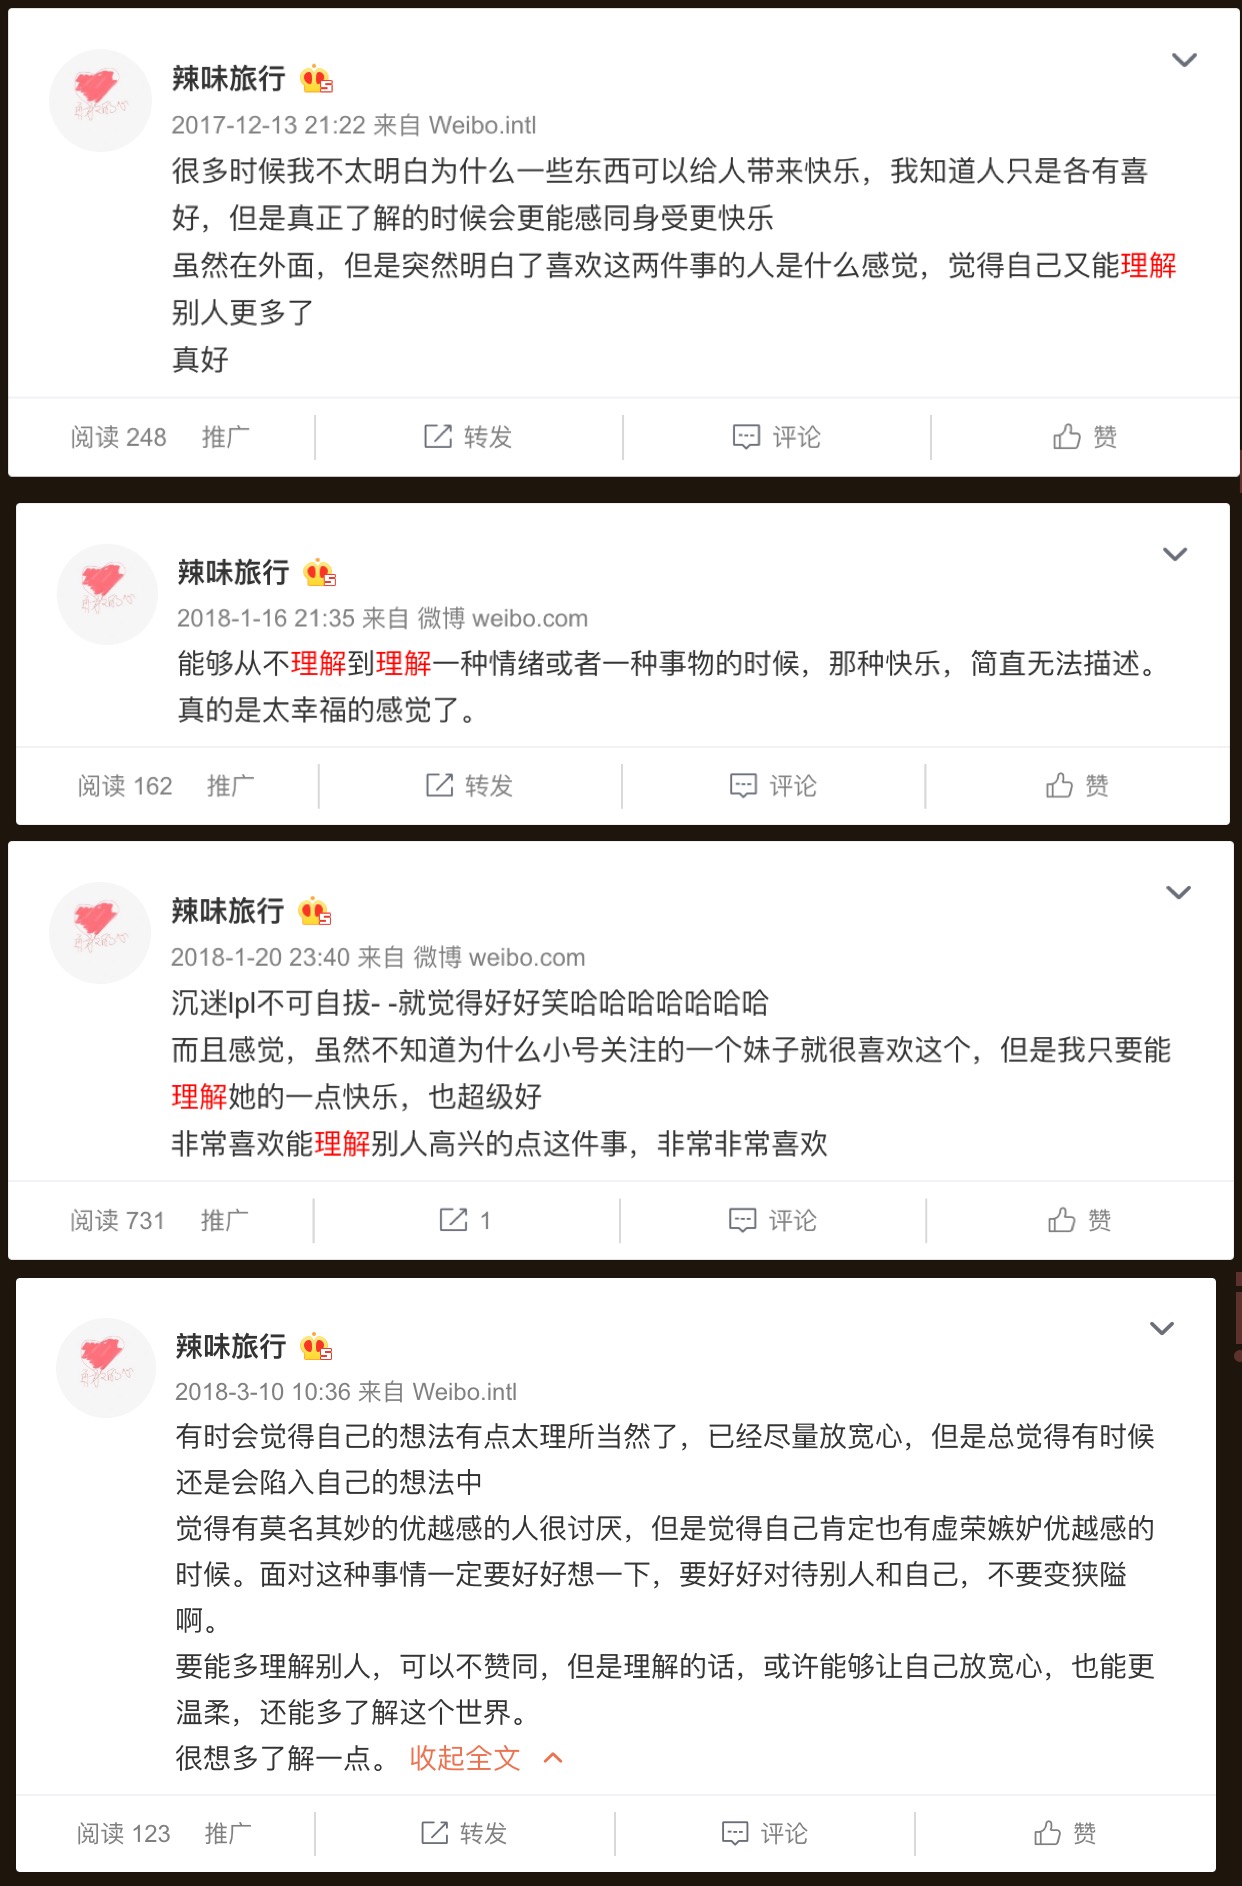 辣味旅行
2017-12-13 21:22 来自 Weibo.intl
很多时候我不太明白为什么一些东西可以给人带来快乐，我知道人只是各有喜
好，但是真正了解的时候会更能感同身受更快乐
虽然在外面，但是突然明白了喜欢这两件事的人是什么感觉，觉得自己又能理解
别人更多了
真好
阅读 248 推广 转发 评论 赞
辣味旅行
2018-1-16 21:35 来自 微博 weibo.com
能够从不理解到理解一种情绪或者一种事物的时候，那种快乐，简直无法描述。
真的是太幸福的感觉了。
阅读 162 推广 转发 评论 赞
辣味旅行
2018-1-20 23:40 来自 微博 weibo.com
沉迷lpl不可自拔- -就觉得好好笑哈哈哈哈哈哈哈
而且感觉，虽然不知道为什么小号关注的一个妹子就很喜欢这个，但是我只要能
理解她的一点快乐，也超级好
非常喜欢能理解别人高兴的点这件事，非常非常喜欢
阅读 731 推广 1 评论 赞
辣味旅行
2018-3-10 10:36 来自 Weibo.intl
有时会觉得自己的想法有点太理所当然了，已经尽量放宽心，但是总觉得有时候
还是会陷入自己的想法中
觉得有莫名其妙的优越感的人很讨厌，但是觉得自己肯定也有虚荣嫉妒优越感的
时候。面对这种事情一定要好好想一下，要好好对待别人和自己，不要变狭隘
啊。
要能多理解别人，可以不赞同，但是理解的话，或许能够让自己放宽心，也能更
温柔，还能多了解这个世界。
很想多了解一点。 收起全文
阅读 123 推广 转发 评论 赞